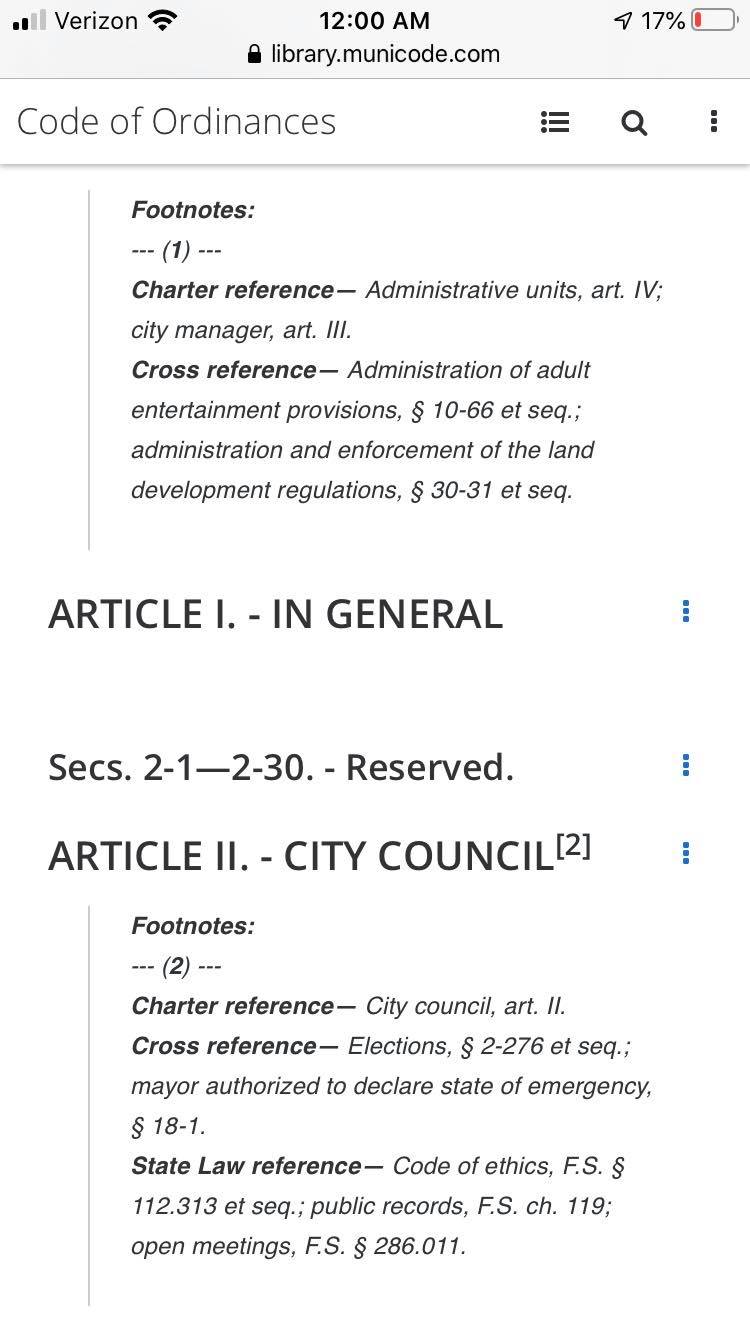 Verizon 12:00 AM 17%
library.municode.com
Code of Ordinances
Footnotes:
--- (1) ---
Charter reference— Administrative units, art. IV;
city manager, art. III.
Cross reference— Administration of adult
entertainment provisions, § 10-66 et seq.;
administration and enforcement of the land
development regulations, § 30-31 et seq.
ARTICLE I. - IN GENERAL
Secs. 2-1—2-30. - Reserved.
ARTICLE II. - CITY COUNCIL[2]
Footnotes:
--- (2) ---
Charter reference— City council, art. II.
Cross reference— Elections, § 2-276 et seq.;
mayor authorized to declare state of emergency,
§ 18-1.
State Law reference— Code of ethics, F.S. §
112.313 et seq.; public records, F.S. ch. 119;
open meetings, F.S. § 286.011.